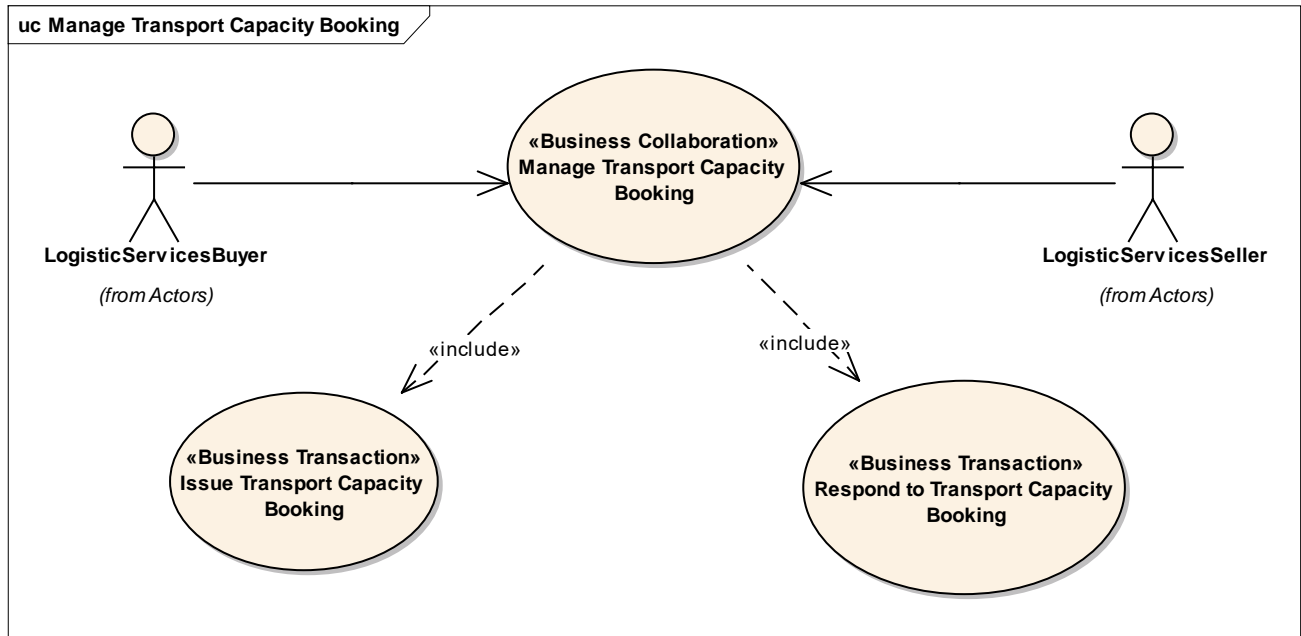 uc Manage Transport Capacity Booking
«Business Collaboration»
Manage Transport Capacity
Booking
LogisticServicesBuyer
(from Actors)
LogisticServicesSeller
(from Actors)
«include»
«include»
«Business Transaction»
Issue Transport Capacity
Booking
«Business Transaction»
Respond to Transport Capacity
Booking